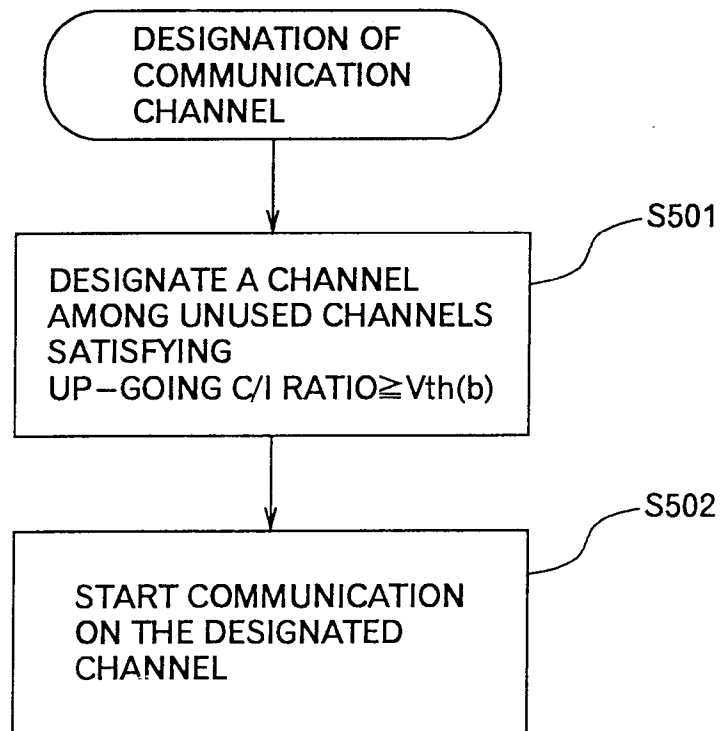 DESIGNATION OF
COMMUNICATION
CHANNEL
S501
DESIGNATE A CHANNEL
AMONG UNUSED CHANNELS
SATISFYING
UP-GOING C/I RATIO≧Vth(b)
S502
START COMMUNICATION
ON THE DESIGNATED
CHANNEL